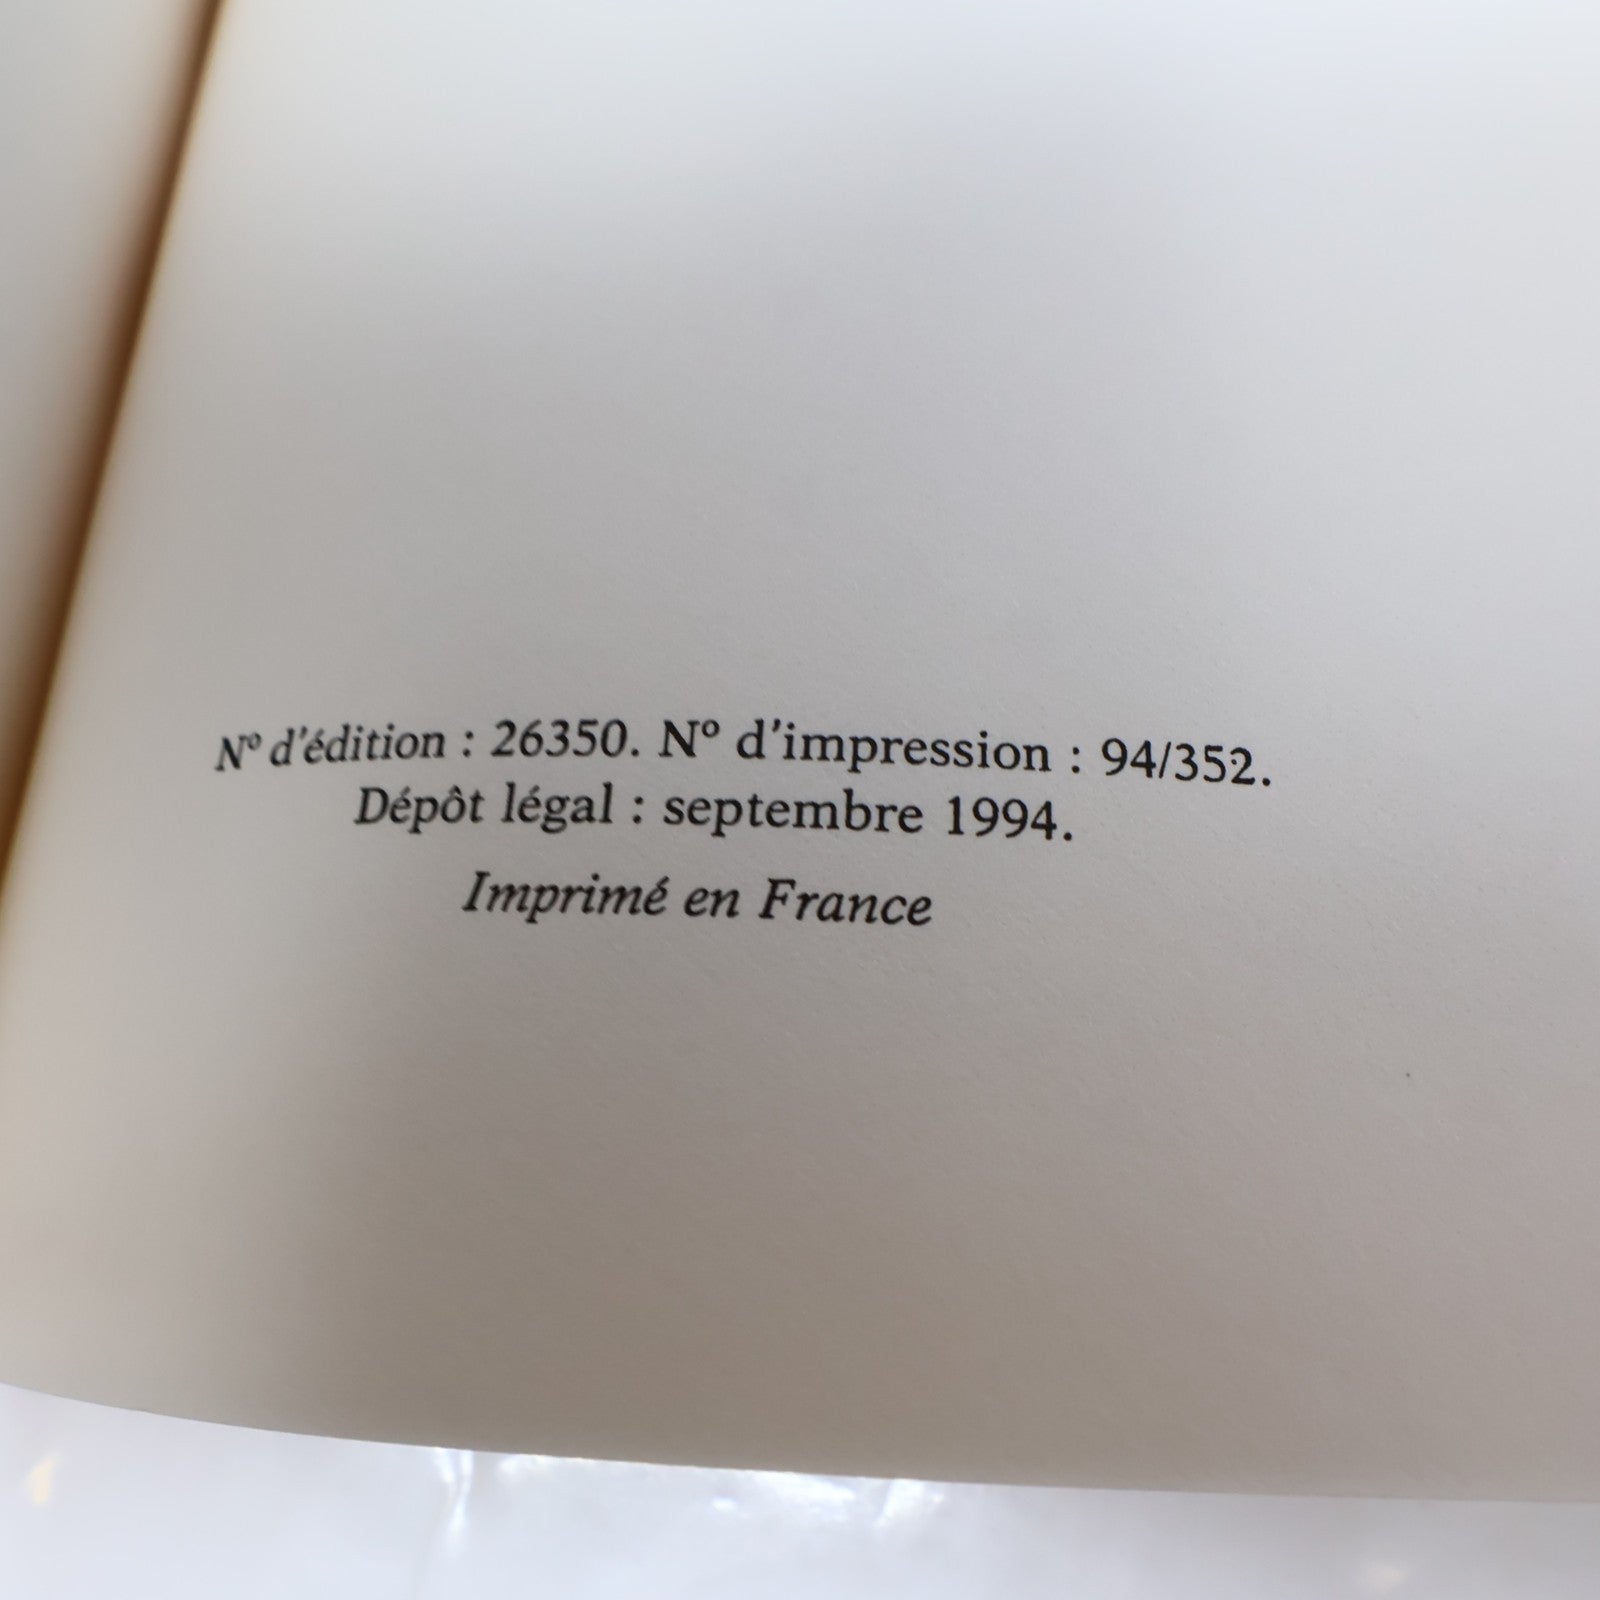 N° d'édition : 26350. N° d'impression : 94/352.
Dépôt légal : septembre 1994.
Imprimé en France